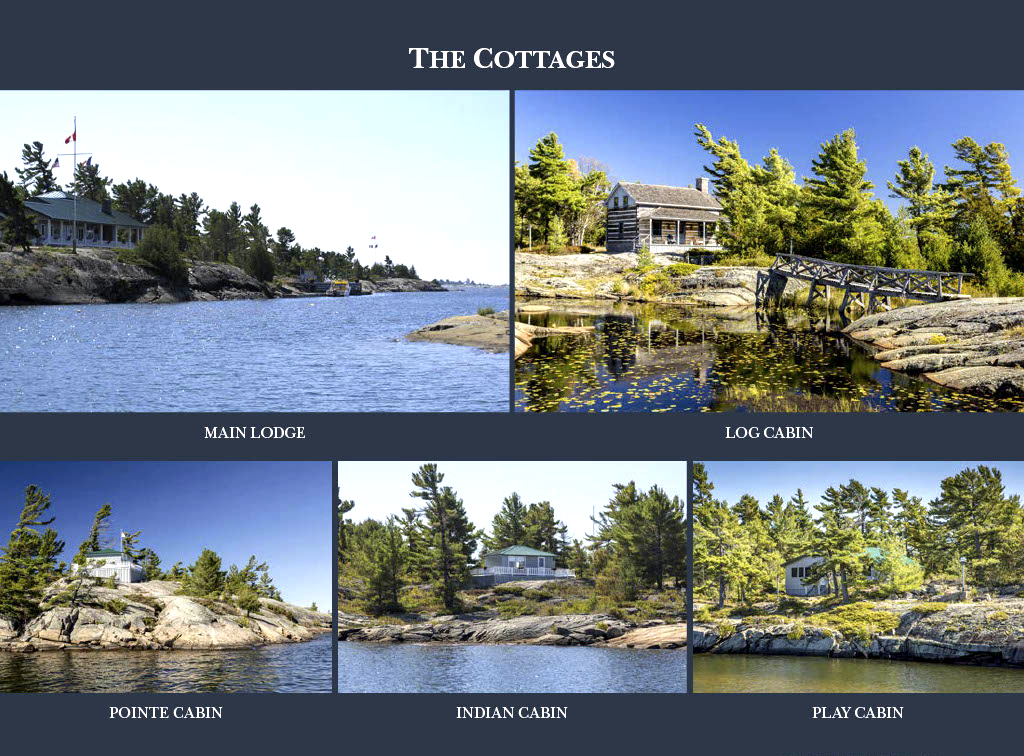 THE COTTAGES
MAIN LODGE
LOG CABIN
POINTE CABIN
INDIAN CABIN
PLAY CABIN